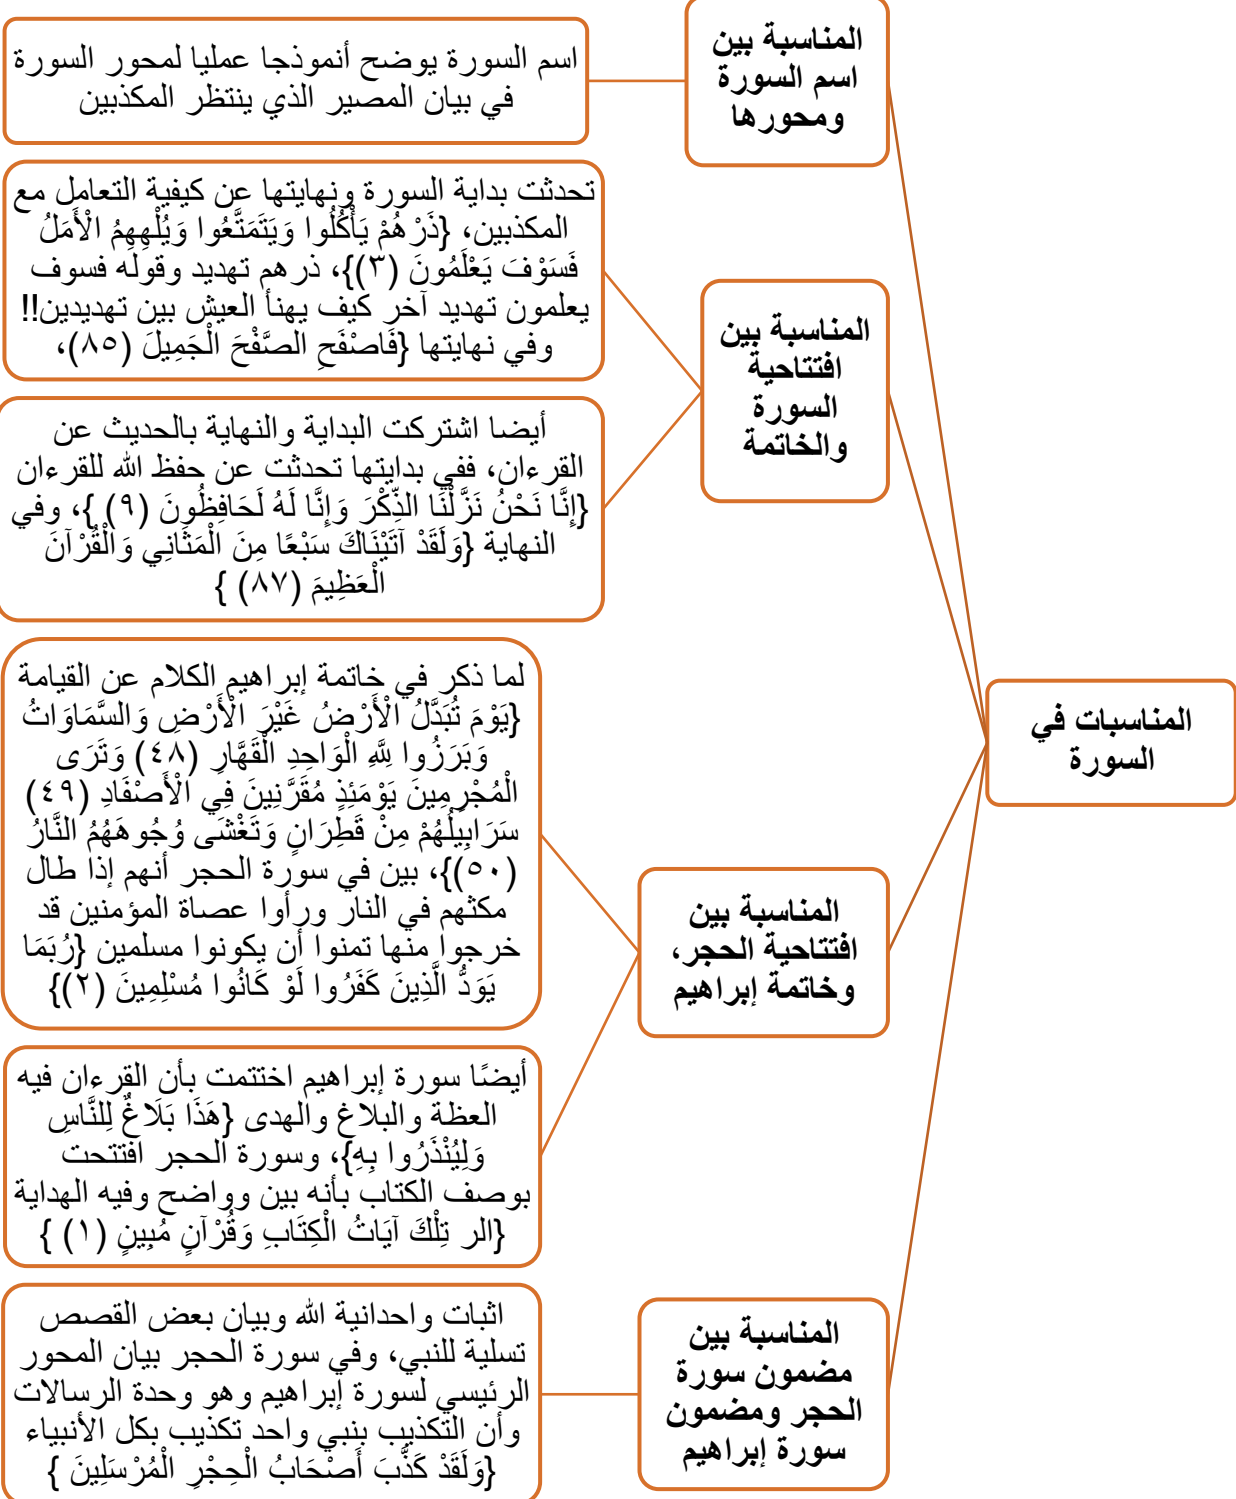 المناسبات في
السورة
المناسبة بين
اسم السورة
ومحورها
اسم السورة يوضح أنموذجا عمليا لمحور السورة
في بيان المصير الذي ينتظر المكذبين
المناسبة بين
افتتاحية
السورة
والخاتمة
تحدثت بداية السورة ونهايتها عن كيفية التعامل مع
المكذبين، {ذَرْهُمْ يَأْكُلُوا وَيَتَمَتَّعُوا وَيُلْهِهِمُ الْأَمَلُ
فَسَوْفَ يَعْلَمُونَ (٣)}، ذرهم تهديد وقوله فسوف
يعلمون تهديد آخر كيف يهنأ العيش بين تهديدين!!
وفي نهايتها {فَاصْفَحِ الصَّفْحَ الْجَمِيلَ (٨٥)،
أيضا اشتركت البداية والنهاية بالحديث عن
القرءان، ففي بدايتها تحدثت عن حفظ الله للقرءان
{إِنَّا نَحْنُ نَزَّلْنَا الذِّكْرَ وَإِنَّا لَهُ لَحَافِظُونَ (٩) }، وفي
النهاية {وَلَقَدْ آتَيْنَاكَ سَبْعًا مِنَ الْمَثَانِي وَالْقُرْآنَ
الْعَظِيمَ (٨٧) }
المناسبة بين
افتتاحية الحجر،
وخاتمة إبراهيم
لما ذكر في خاتمة إبراهيم الكلام عن القيامة
{يَوْمَ تُبَدَّلُ الْأَرْضُ غَيْرَ الْأَرْضِ وَالسَّمَاوَاتُ
وَبَرَزُوا لِلَّهِ الْوَاحِدِ الْقَهَّارِ (٤٨) وَتَرَى
الْمُجْرِمِينَ يَوْمَئِذٍ مُقَرَّنِينَ فِي الْأَصْفَادِ (٤٩)
سَرَابِيلُهُمْ مِنْ قَطِرَانٍ وَتَغْشَى وُجُوهَهُمُ النَّارُ
(٥٠)}، بين في سورة الحجر أنهم إذا طال
مكثهم في النار ورأوا عصاة المؤمنين قد
خرجوا منها تمنوا أن يكونوا مسلمين {رُبَمَا
يَوَدُّ الَّذِينَ كَفَرُوا لَوْ كَانُوا مُسْلِمِينَ (٢)}
أيضًا سورة إبراهيم اختتمت بأن القرءان فيه
العظة والبلاغ والهدى {هَذَا بَلَاغٌ لِلنَّاسِ
وَلِيُنْذَرُوا بِهِ}، وسورة الحجر افتتحت
بوصف الكتاب بأنه بين وواضح وفيه الهداية
{الر تِلْكَ آيَاتُ الْكِتَابِ وَقُرْآنٍ مُبِينٍ (١) }
المناسبة بين
مضمون سورة
الحجر ومضمون
سورة إبراهيم
اثبات واحدانية الله وبيان بعض القصص
تسلية للنبي، وفي سورة الحجر بيان المحور
الرئيسي لسورة إبراهيم وهو وحدة الرسالات
وأن التكذيب بنبي واحد تكذيب بكل الأنبياء
{وَلَقَدْ كَذَّبَ أَصْحَابُ الْحِجْرِ الْمُرْسَلِينَ }